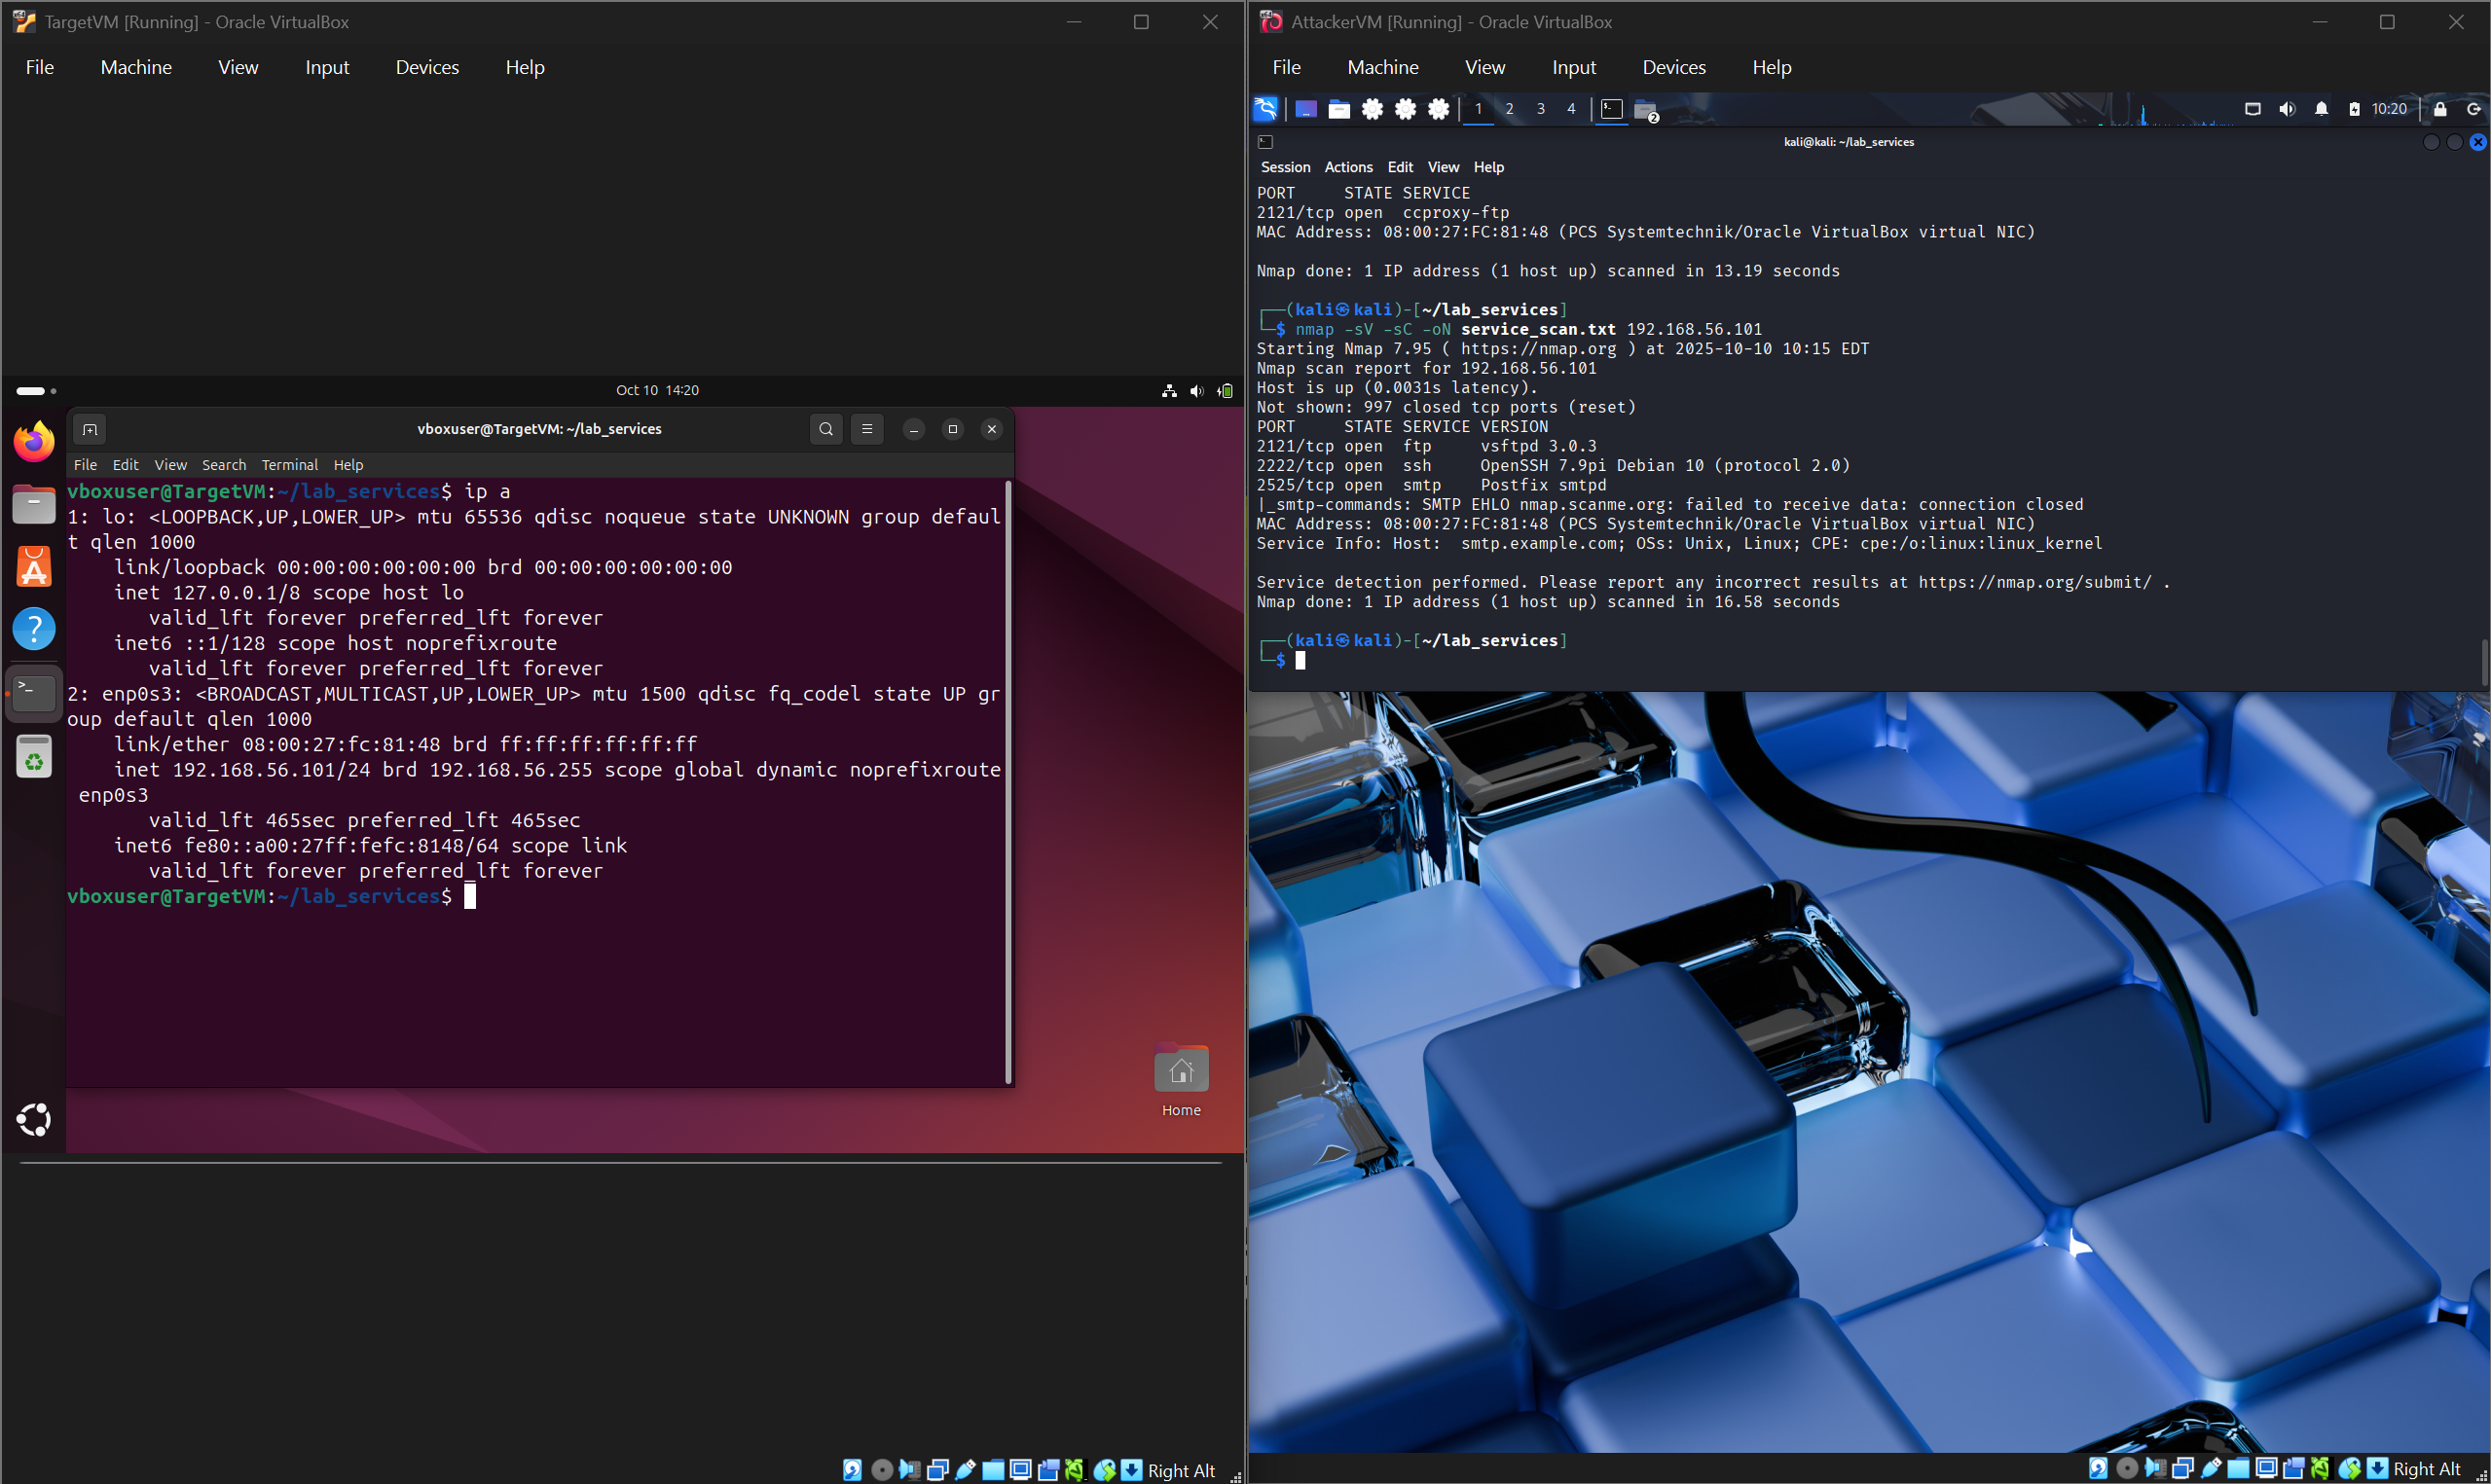 TargetVM [Running] - Oracle VirtualBox
File Machine View Input Devices Help
Oct 10 14:20
vboxuser@TargetVM: ~/lab_services
File Edit View Search Terminal Help
vboxuser@TargetVM:~/lab_services$ ip a
1: lo: <LOOPBACK,UP,LOWER_UP> mtu 65536 qdisc noqueue state UNKNOWN group defaul
t qlen 1000
link/loopback 00:00:00:00:00:00 brd 00:00:00:00:00:00
inet 127.0.0.1/8 scope host lo
valid_lft forever preferred_lft forever
inet6 ::1/128 scope host noprefixroute
valid_lft forever preferred_lft forever
2: enp0s3: <BROADCAST,MULTICAST,UP,LOWER_UP> mtu 1500 qdisc fq_codel state UP gr
oup default qlen 1000
link/ether 08:00:27:fc:81:48 brd ff:ff:ff:ff:ff:ff
inet 192.168.56.101/24 brd 192.168.56.255 scope global dynamic noprefixroute
enp0s3
valid_lft 465sec preferred_lft 465sec
inet6 fe80::a00:27ff:fefc:8148/64 scope link
valid_lft forever preferred_lft forever
vboxuser@TargetVM:~/lab_services$
Home
Right Alt
AttackerVM [Running] - Oracle VirtualBox
File Machine View Input Devices Help
1 2 3 4 2 10:20
kali@kali: ~/lab_services
Session Actions Edit View Help
PORT STATE SERVICE
2121/tcp open ccproxy-ftp
MAC Address: 08:00:27:FC:81:48 (PCS Systemtechnik/Oracle VirtualBox virtual NIC)
Nmap done: 1 IP address (1 host up) scanned in 13.19 seconds
┌──(kali㉿kali)-[~/lab_services]
└─$ nmap -sV -sC -oN service_scan.txt 192.168.56.101
Starting Nmap 7.95 ( https://nmap.org ) at 2025-10-10 10:15 EDT
Nmap scan report for 192.168.56.101
Host is up (0.0031s latency).
Not shown: 997 closed tcp ports (reset)
PORT STATE SERVICE VERSION
2121/tcp open ftp vsftpd 3.0.3
2222/tcp open ssh OpenSSH 7.9pi Debian 10 (protocol 2.0)
2525/tcp open smtp Postfix smtpd
|_smtp-commands: SMTP EHLO nmap.scanme.org: failed to receive data: connection closed
MAC Address: 08:00:27:FC:81:48 (PCS Systemtechnik/Oracle VirtualBox virtual NIC)
Service Info: Host: smtp.example.com; OSs: Unix, Linux; CPE: cpe:/o:linux:linux_kernel
Service detection performed. Please report any incorrect results at https://nmap.org/submit/ .
Nmap done: 1 IP address (1 host up) scanned in 16.58 seconds
┌──(kali㉿kali)-[~/lab_services]
└─$
Right Alt